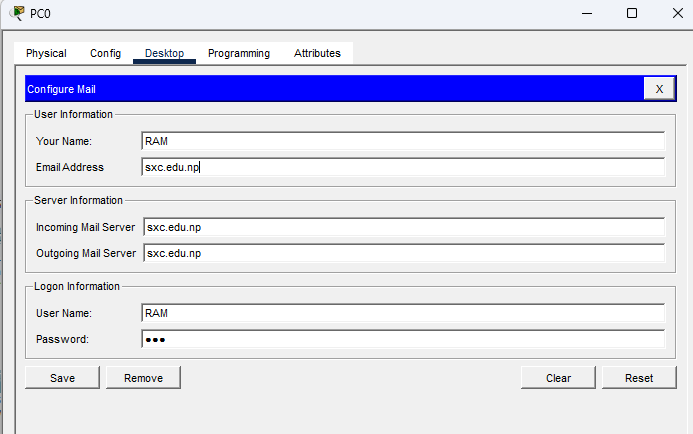 PC0
Physical Config Desktop Programming Attributes
Configure Mail X
User Information
Your Name: RAM
Email Address sxc.edu.np
Server Information
Incoming Mail Server sxc.edu.np
Outgoing Mail Server sxc.edu.np
Logon Information
User Name: RAM
Password: ●●●
Save Remove Clear Reset